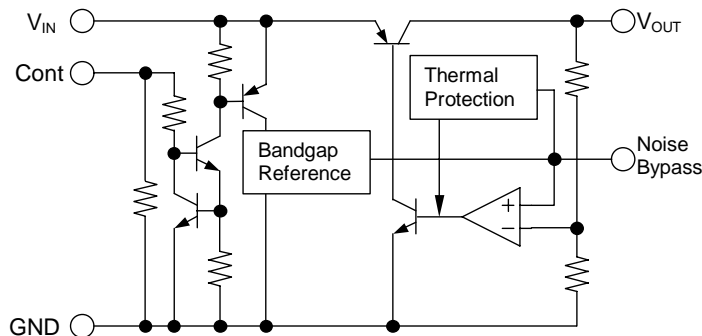 VIN
VOUT
Cont
Thermal
Protection
Bandgap
Reference
Noise
Bypass
+
−
GND